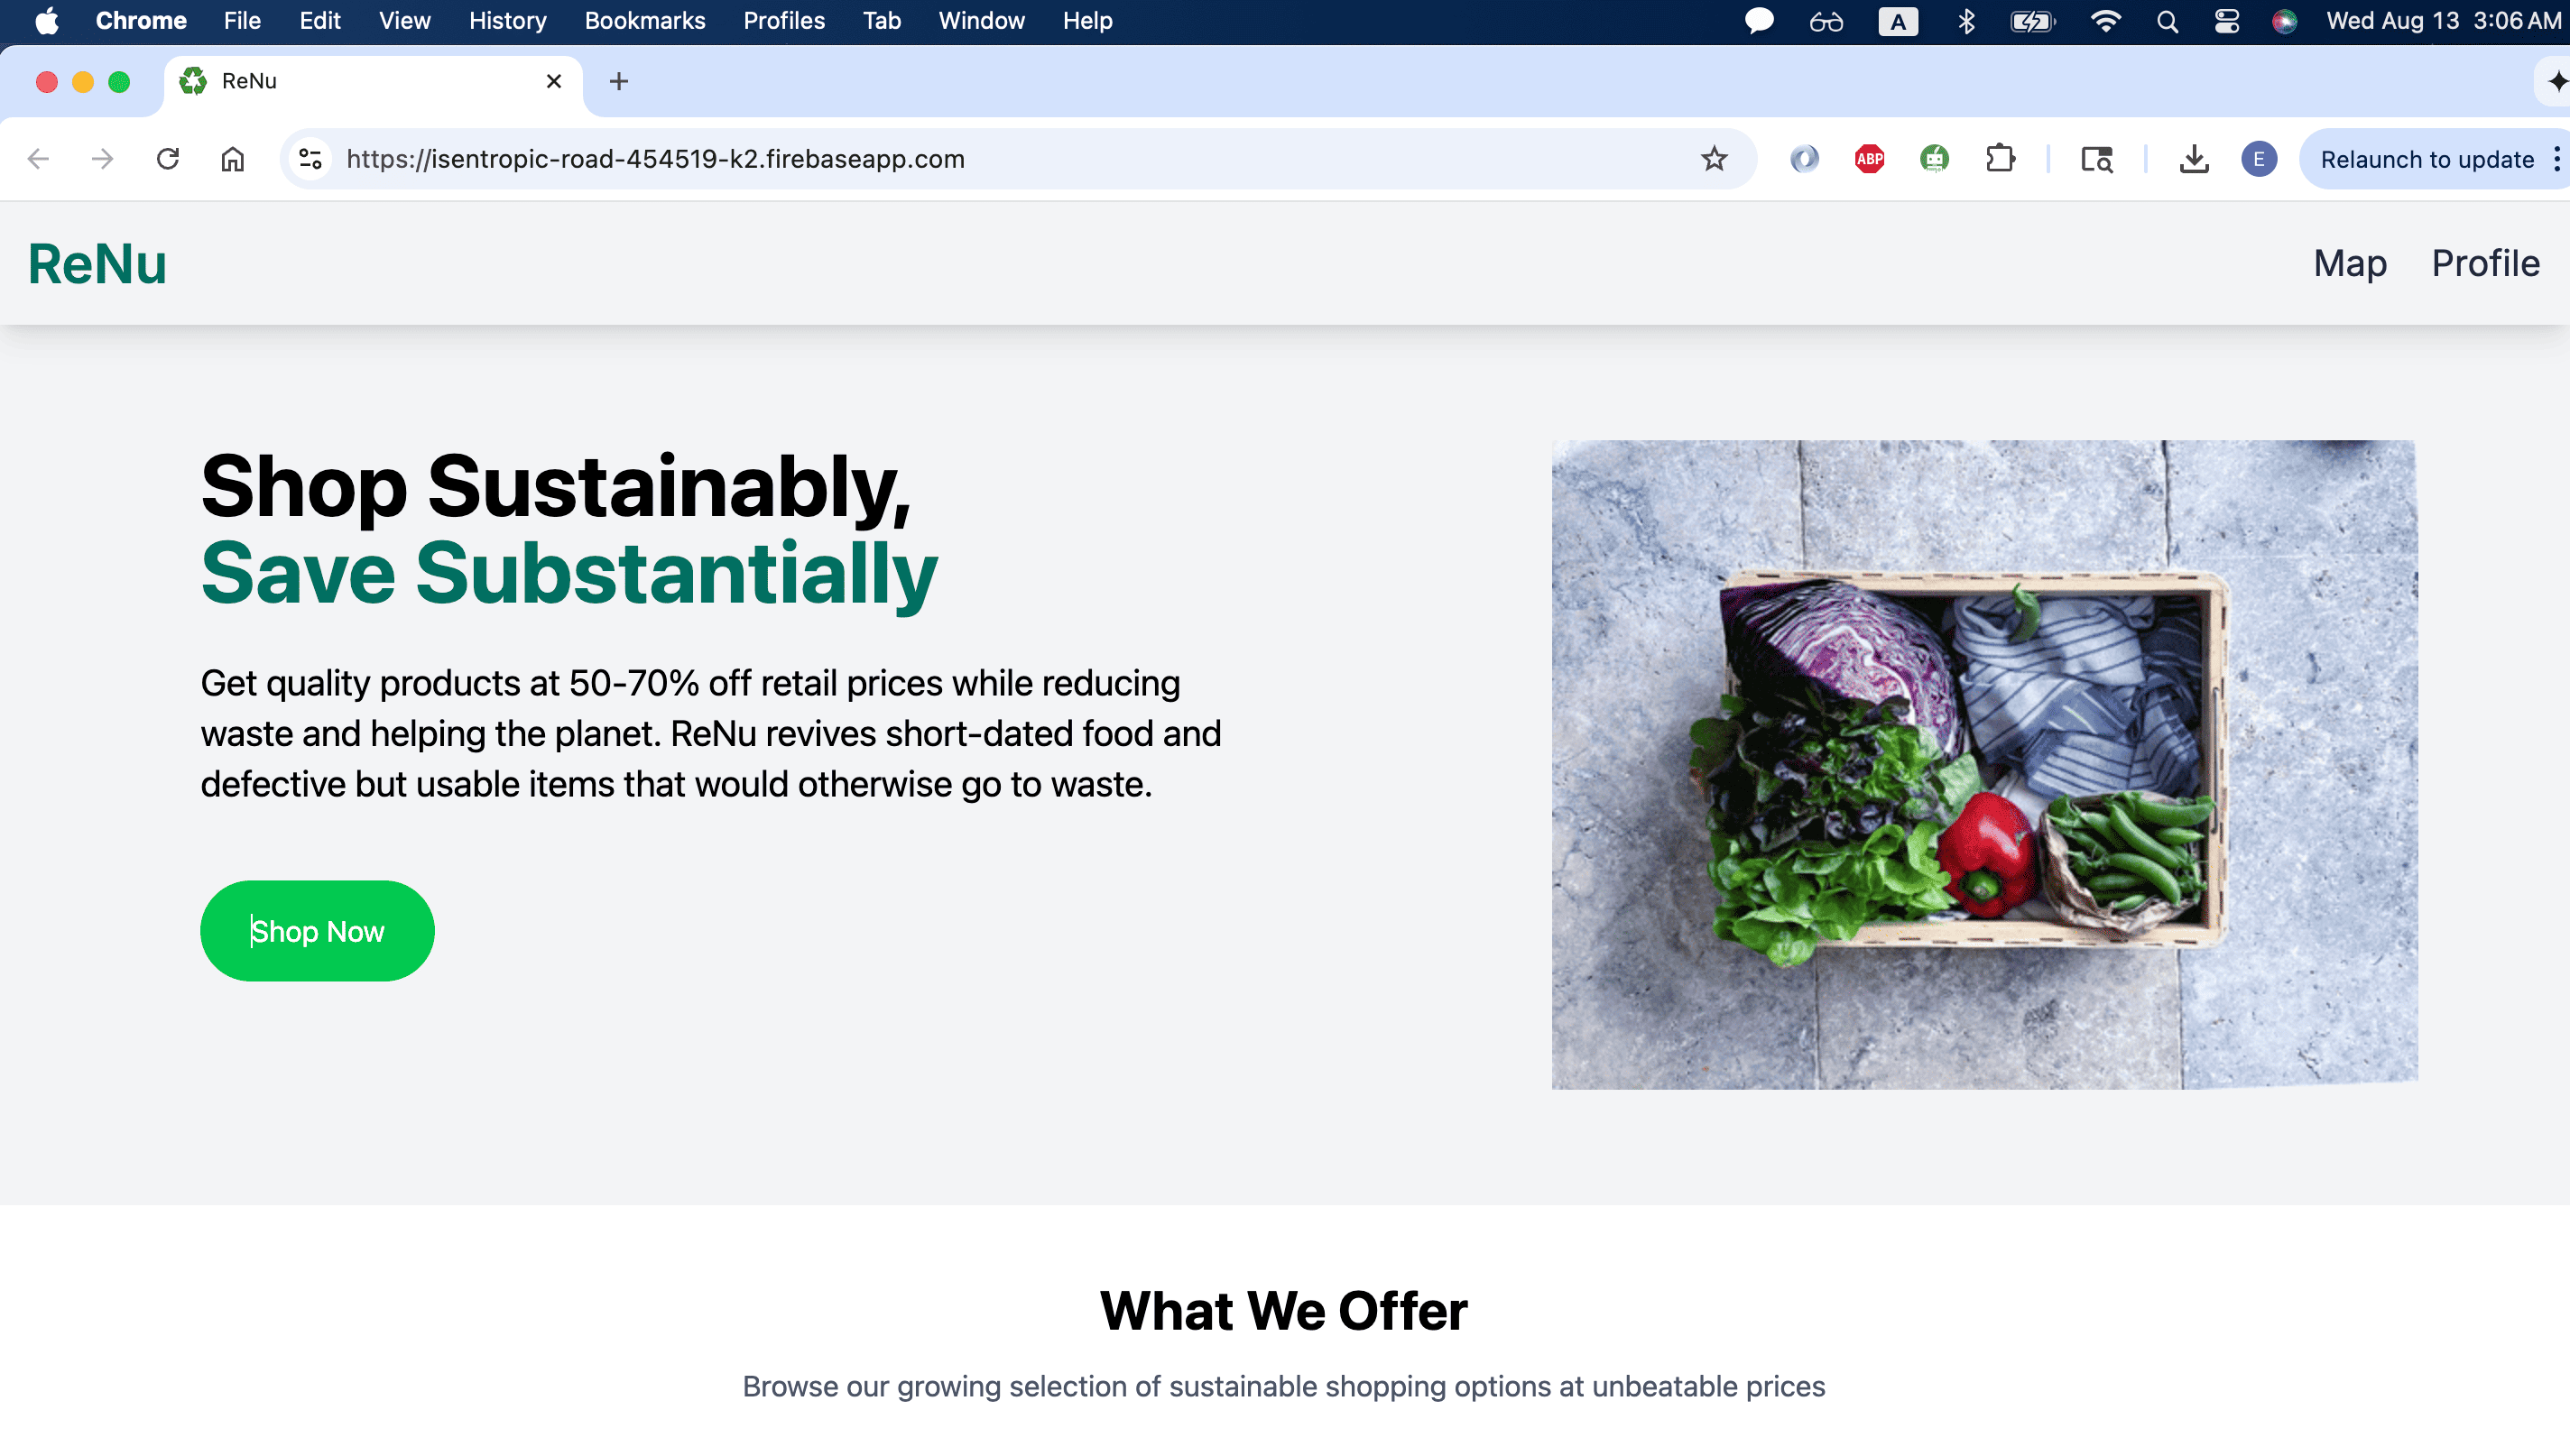 Chrome File Edit View History Bookmarks Profiles Tab Window Help A Wed Aug 13 3:06 AM
ReNu
https://isentropic-road-454519-k2.firebaseapp.com ABP E Relaunch to update
ReNu Map Profile
Shop Sustainably,
Save Substantially
Get quality products at 50-70% off retail prices while reducing
waste and helping the planet. ReNu revives short-dated food and
defective but usable items that would otherwise go to waste.
Shop Now
What We Offer
Browse our growing selection of sustainable shopping options at unbeatable prices